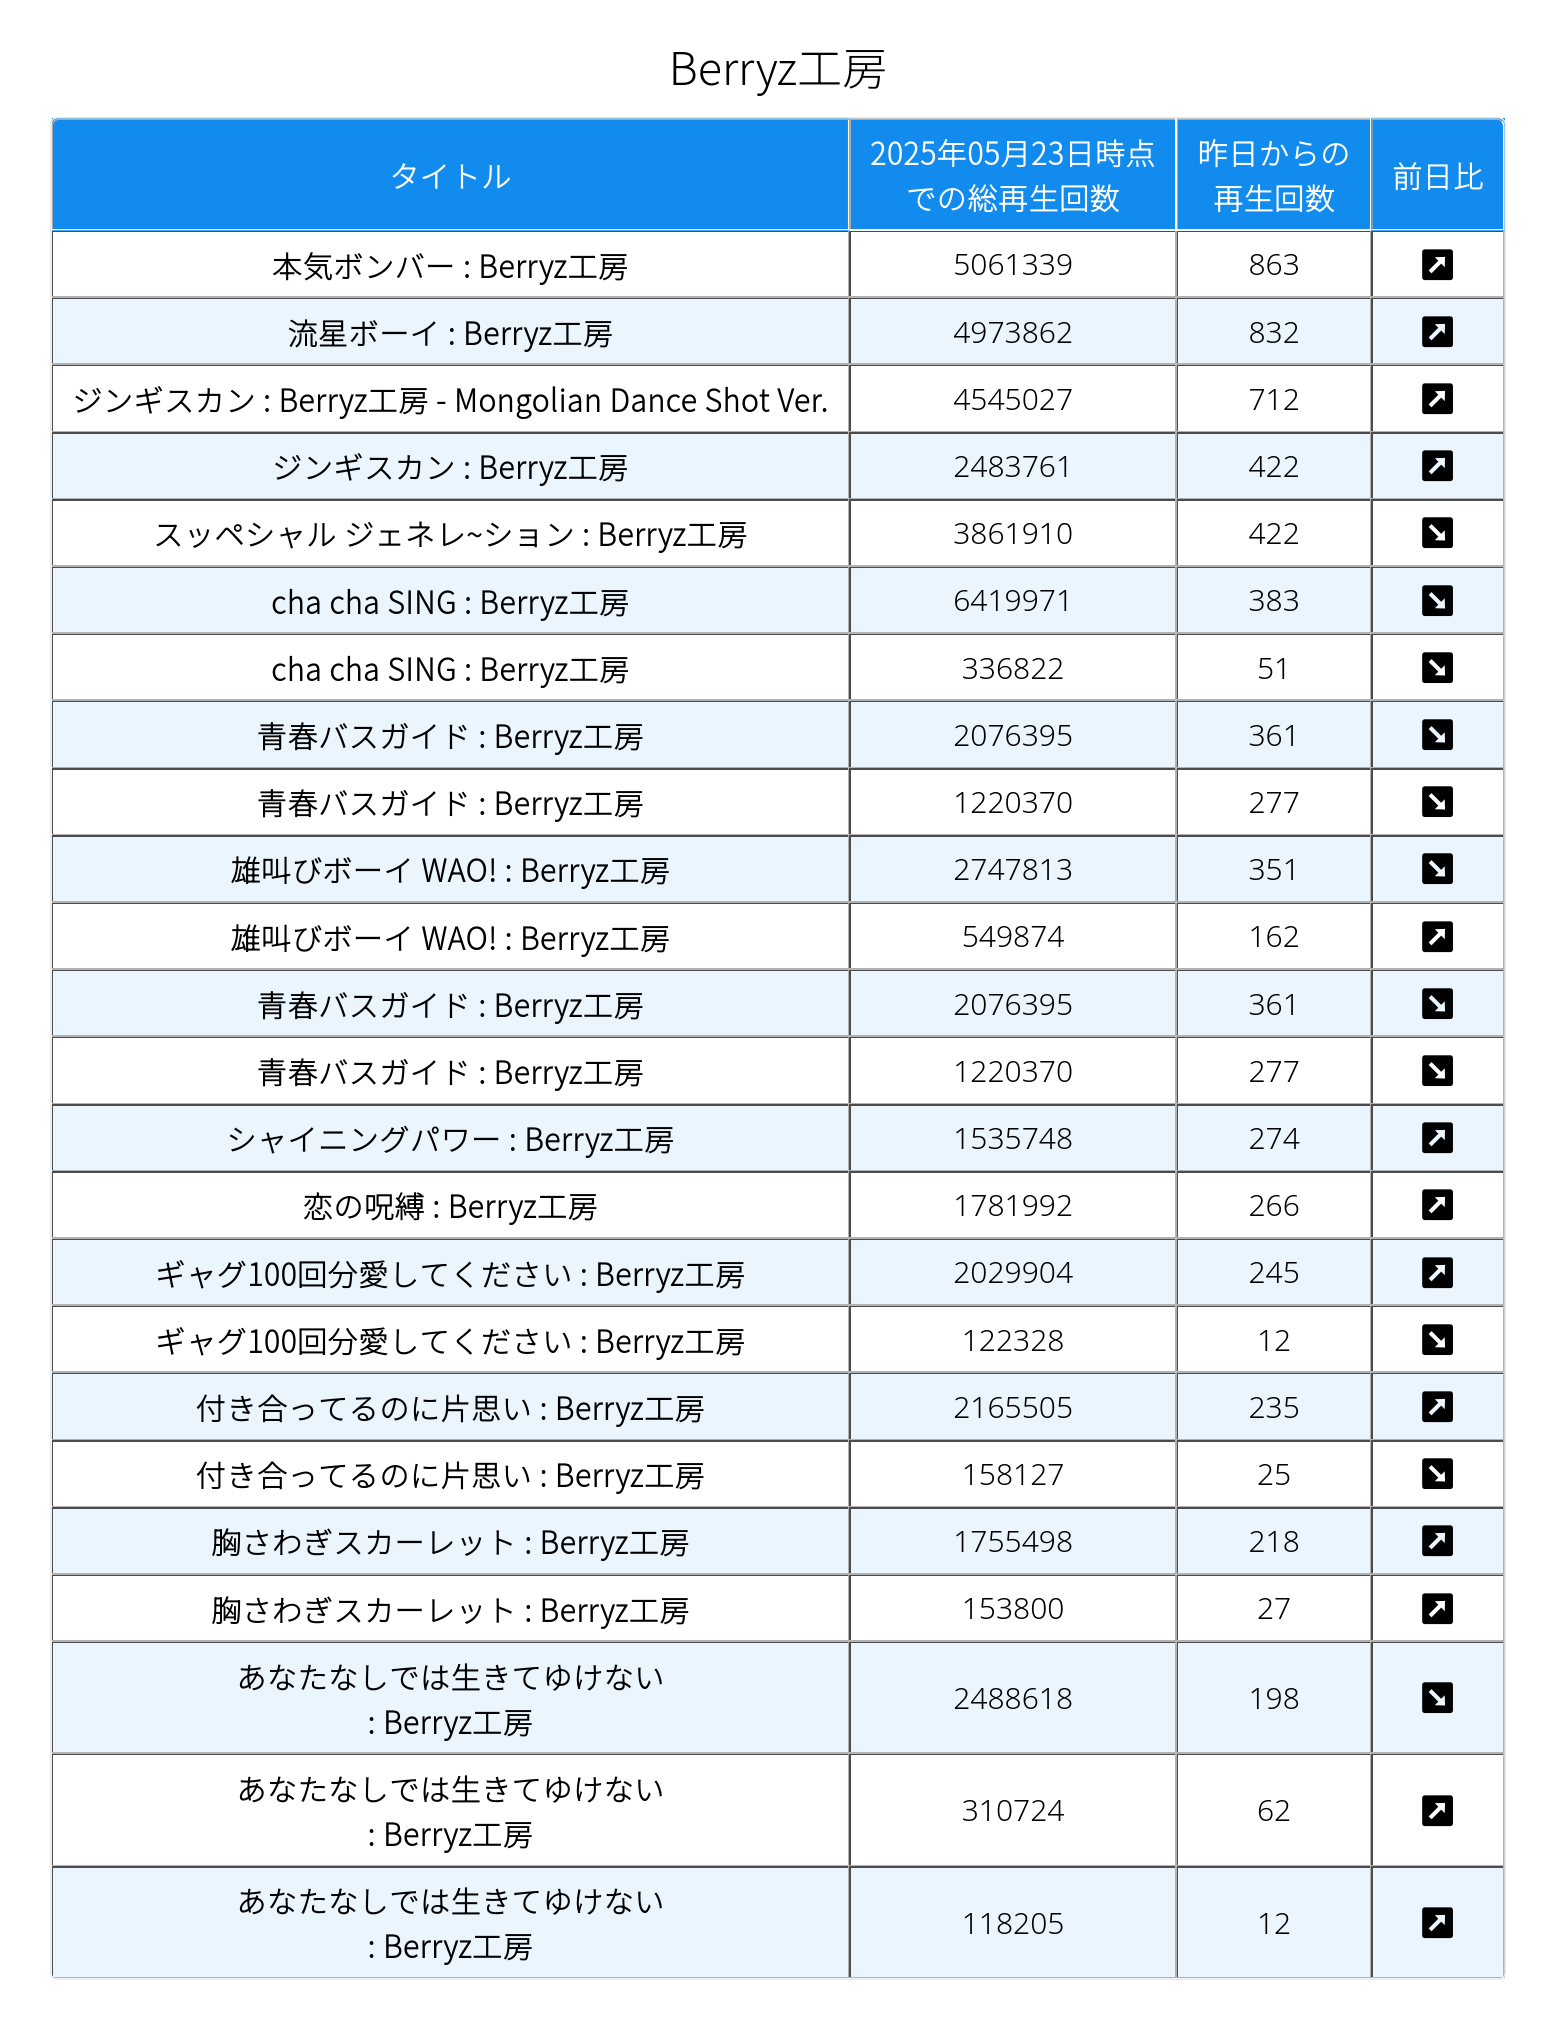 Berryz工房
タイトル 2025年05月23日時点での総再生回数 昨日からの再生回数 前日比
本気ボンバー : Berryz工房 5061339 863 ↗
流星ボーイ : Berryz工房 4973862 832 ↗
ジンギスカン : Berryz工房 - Mongolian Dance Shot Ver. 4545027 712 ↗
ジンギスカン : Berryz工房 2483761 422 ↗
スッペシャル ジェネレ~ション : Berryz工房 3861910 422 ↘
cha cha SING : Berryz工房 6419971 383 ↘
cha cha SING : Berryz工房 336822 51 ↘
青春バスガイド : Berryz工房 2076395 361 ↘
青春バスガイド : Berryz工房 1220370 277 ↘
雄叫びボーイ WAO! : Berryz工房 2747813 351 ↘
雄叫びボーイ WAO! : Berryz工房 549874 162 ↗
青春バスガイド : Berryz工房 2076395 361 ↘
青春バスガイド : Berryz工房 1220370 277 ↘
シャイニングパワー : Berryz工房 1535748 274 ↗
恋の呪縛 : Berryz工房 1781992 266 ↗
ギャグ100回分愛してください : Berryz工房 2029904 245 ↗
ギャグ100回分愛してください : Berryz工房 122328 12 ↘
付き合ってるのに片思い : Berryz工房 2165505 235 ↗
付き合ってるのに片思い : Berryz工房 158127 25 ↘
胸さわぎスカーレット : Berryz工房 1755498 218 ↗
胸さわぎスカーレット : Berryz工房 153800 27 ↗
あなたなしでは生きてゆけない
: Berryz工房 2488618 198 ↘
あなたなしでは生きてゆけない
: Berryz工房 310724 62 ↗
あなたなしでは生きてゆけない
: Berryz工房 118205 12 ↗